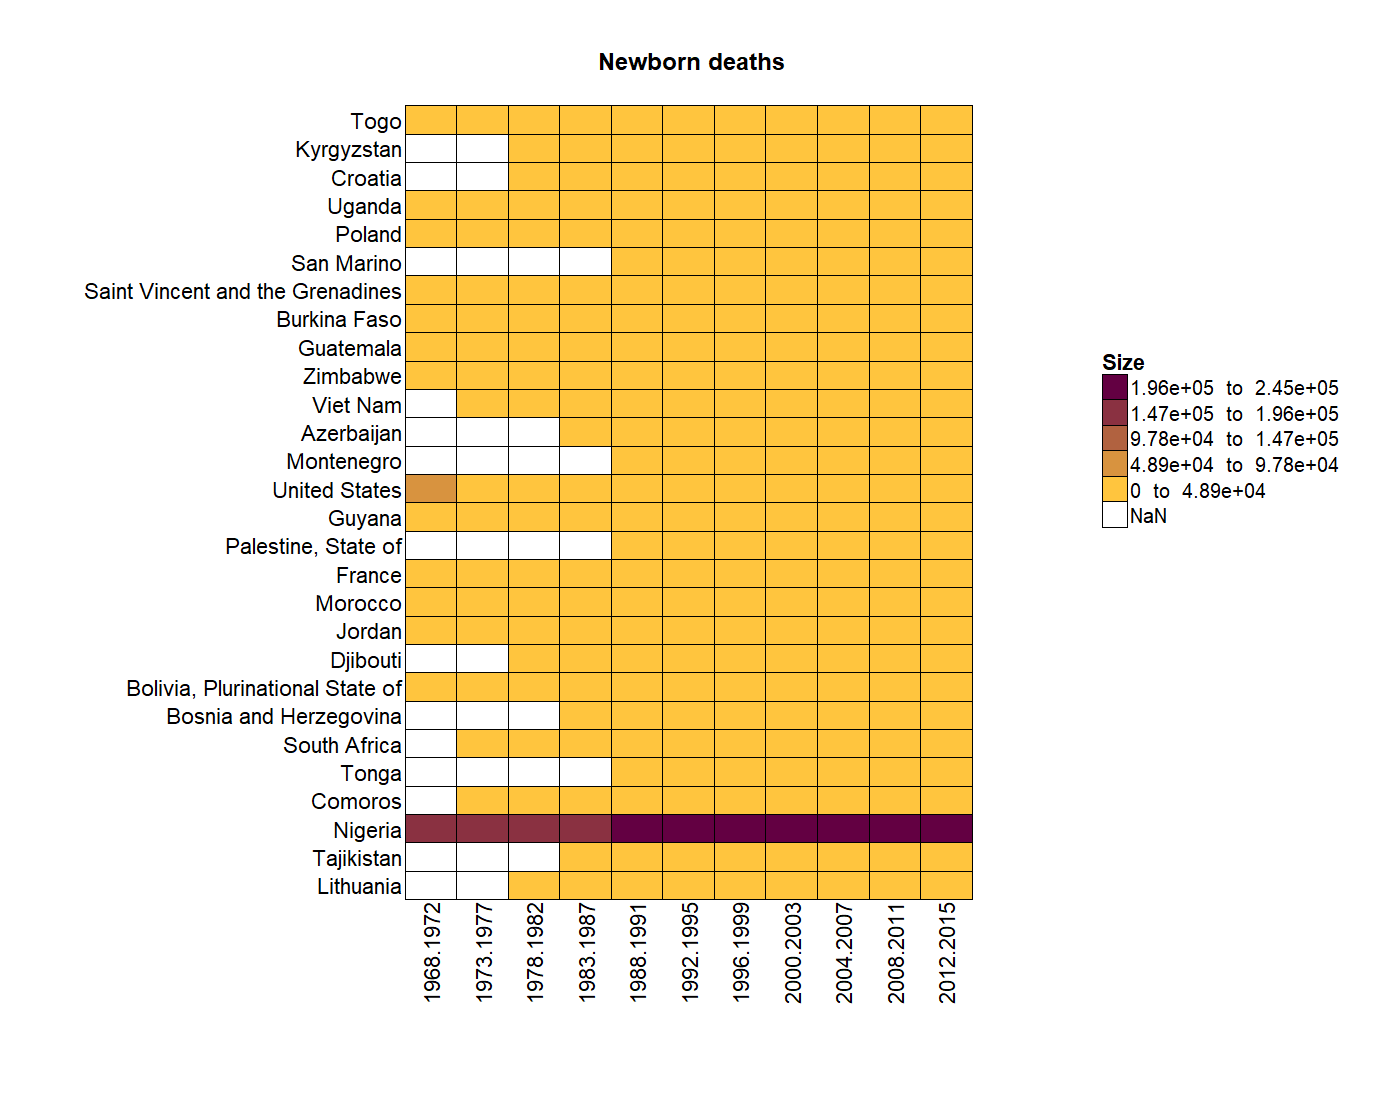 Newborn deaths
Togo
Kyrgyzstan
Croatia
Uganda
Poland
San Marino
Saint Vincent and the Grenadines
Burkina Faso
Guatemala
Zimbabwe
Viet Nam
Azerbaijan
Montenegro
United States
Guyana
Palestine, State of
France
Morocco
Jordan
Djibouti
Bolivia, Plurinational State of
Bosnia and Herzegovina
South Africa
Tonga
Comoros
Nigeria
Tajikistan
Lithuania
1968.1972
1973.1977
1978.1982
1983.1987
1988.1991
1992.1995
1996.1999
2000.2003
2004.2007
2008.2011
2012.2015
Size
1.96e+05 to 2.45e+05
1.47e+05 to 1.96e+05
9.78e+04 to 1.47e+05
4.89e+04 to 9.78e+04
0 to 4.89e+04
NaN